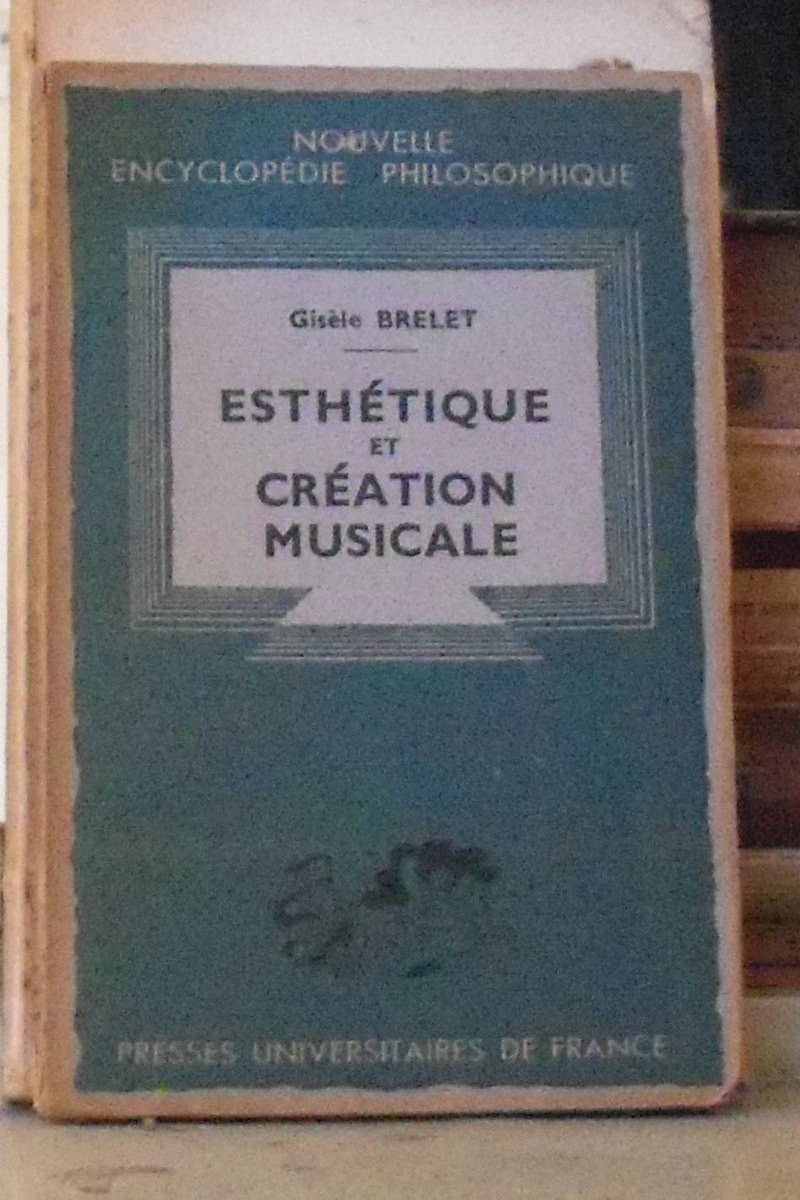 NOUVELLE
ENCYCLOPÉDIE PHILOSOPHIQUE
Gisèle BRELET
ESTHÉTIQUE
ET
CRÉATION
MUSICALE
PRESSES UNIVERSITAIRES DE FRANCE